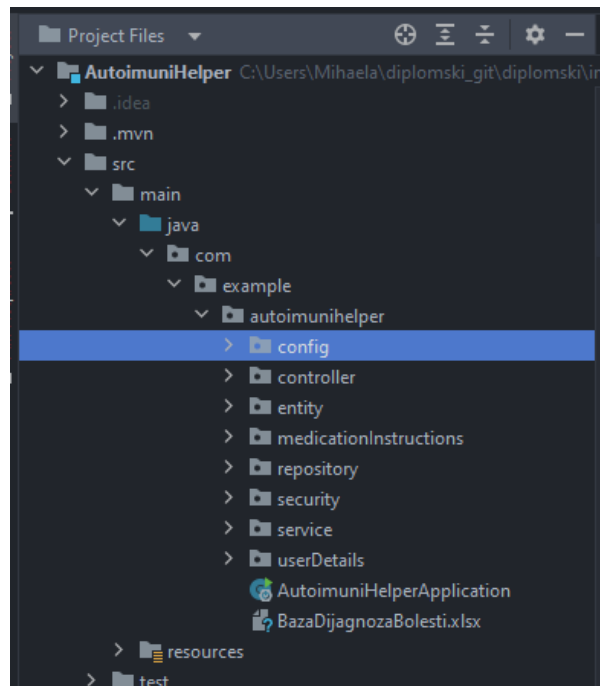 Project Files
AutoimuniHelper C:\Users\Mihaela\diplomski_git\diplomski\in
.idea
.mvn
src
main
java
com
example
autoimunihelper
config
controller
entity
medicationInstructions
repository
security
service
userDetails
AutoimuniHelperApplication
BazaDijagnozaBolesti.xlsx
resources
test